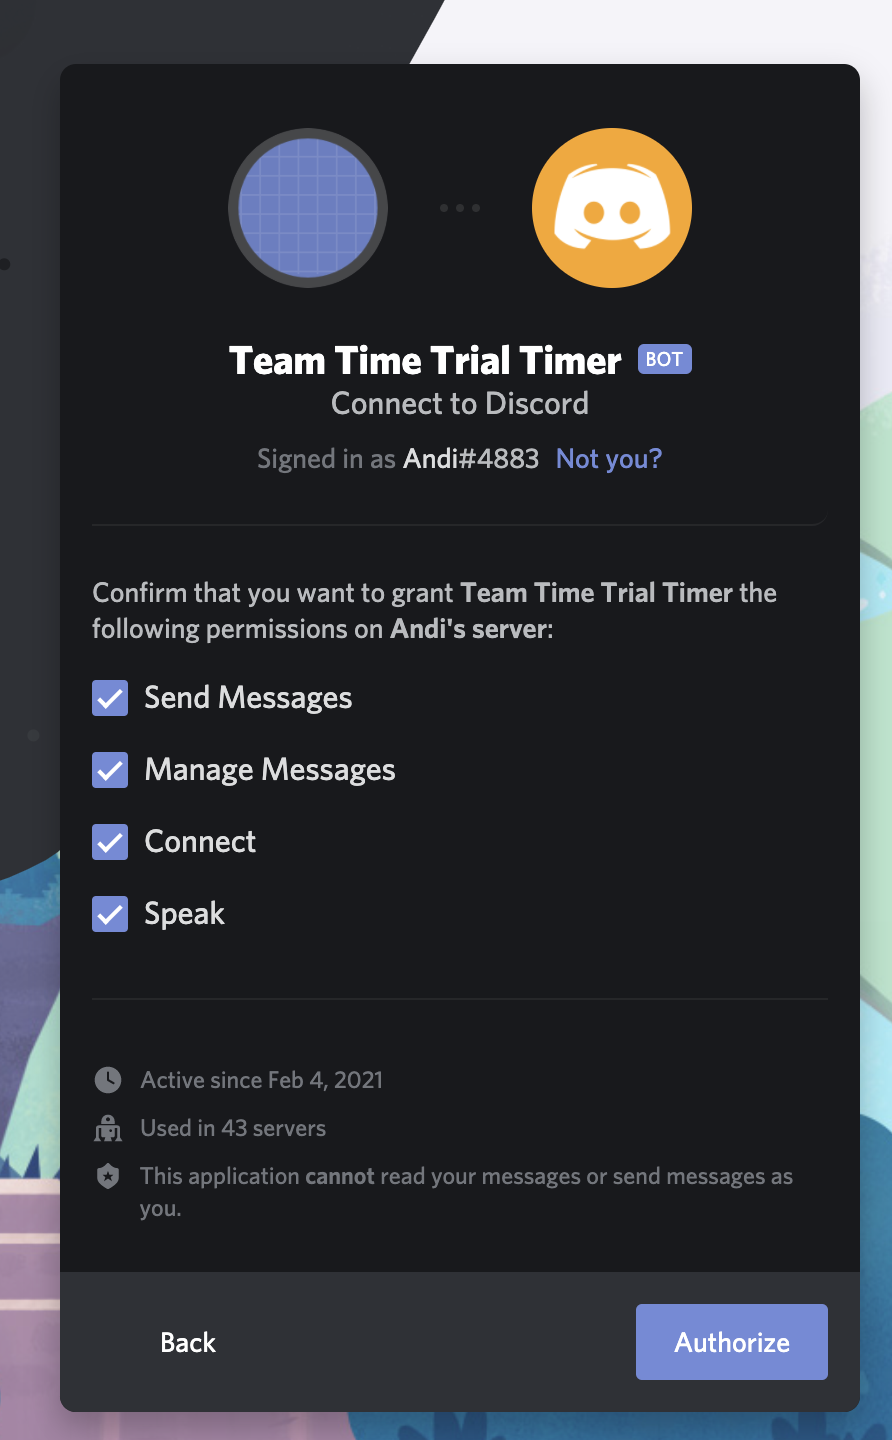 Team Time Trial Timer BOT
Connect to Discord
Signed in as Andi#4883 Not you?
Confirm that you want to grant Team Time Trial Timer the
following permissions on Andi's server:
Send Messages
Manage Messages
Connect
Speak
Active since Feb 4, 2021
Used in 43 servers
This application cannot read your messages or send messages as
you.
Back Authorize